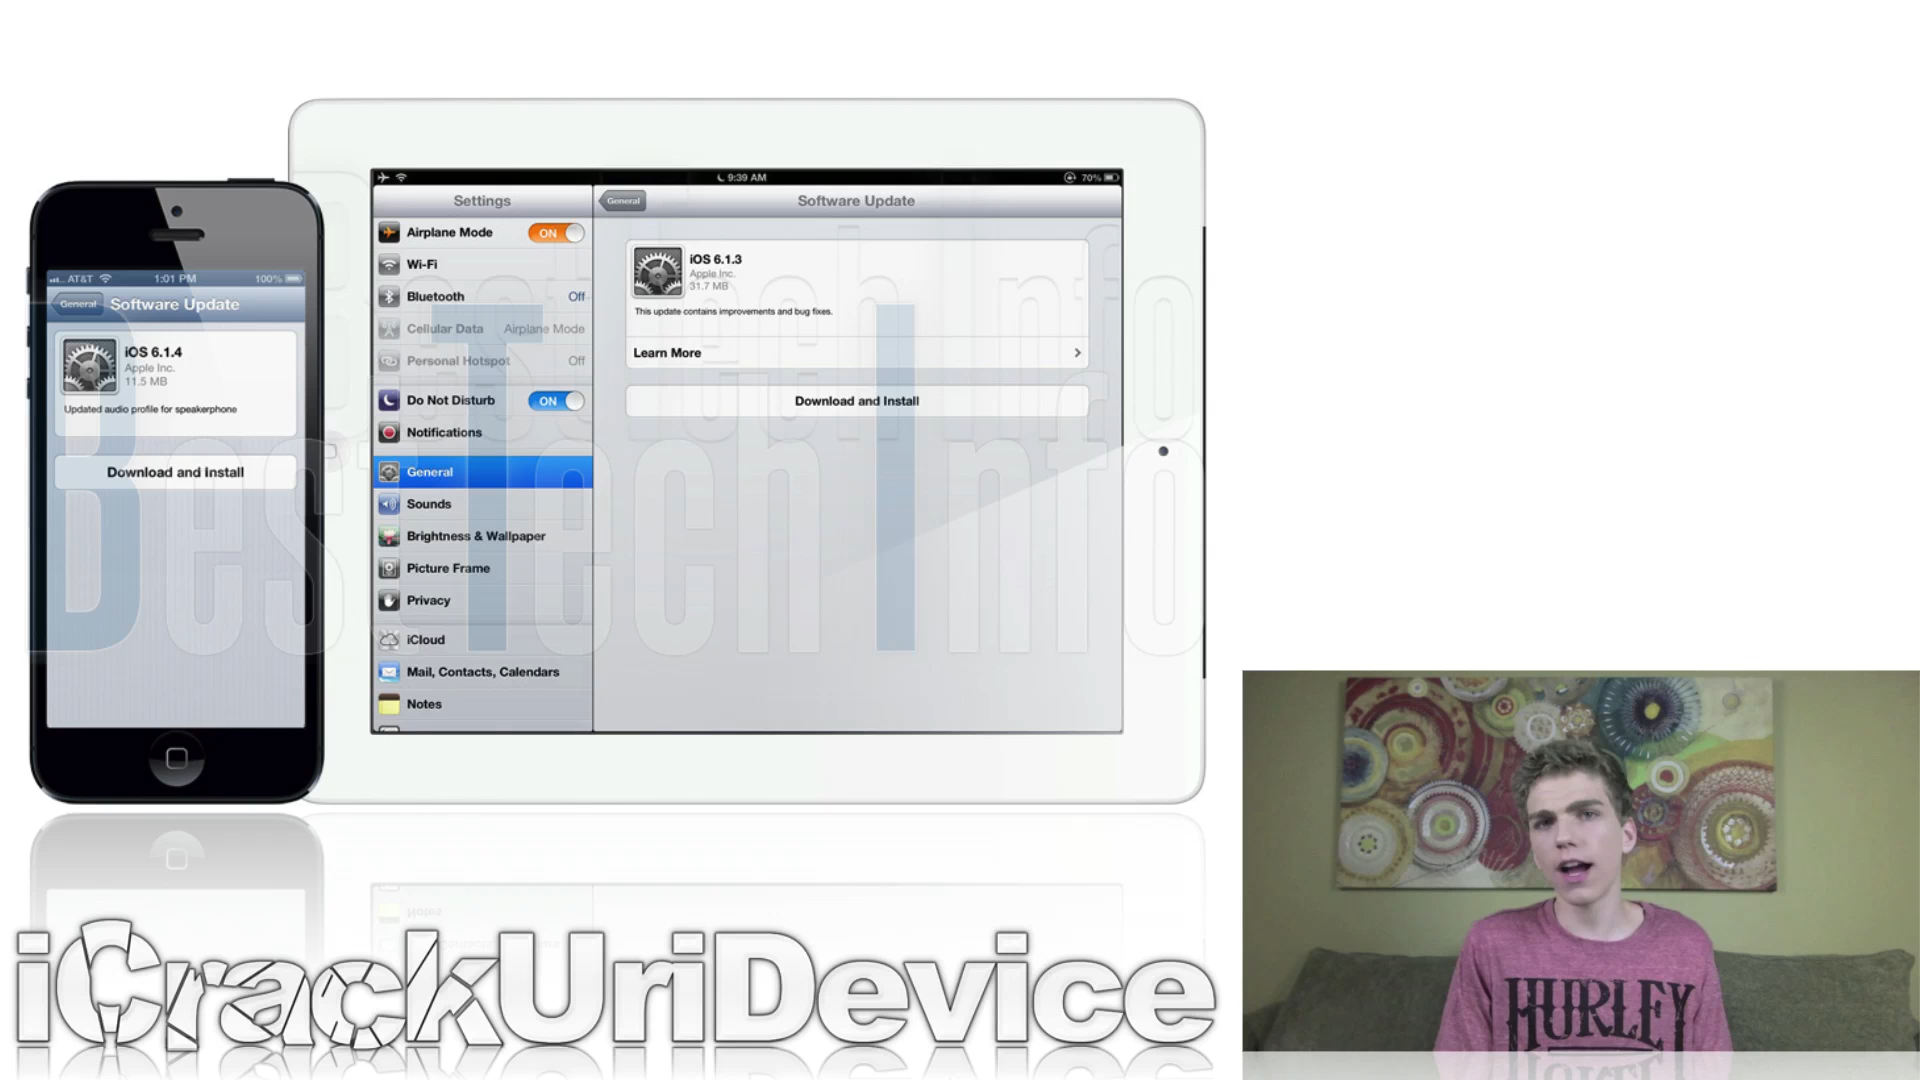 AT&T 1:01 PM 100%
General Software Update
iOS 6.1.4
Apple Inc.
11.5 MB
Updated audio profile for speakerphone
Download and Install
9:39 AM 70%
Settings
Airplane Mode ON
Wi-Fi
Bluetooth Off
Cellular Data Airplane Mode
Personal Hotspot Off
Do Not Disturb ON
Notifications
General
Sounds
Brightness & Wallpaper
Picture Frame
Privacy
iCloud
Mail, Contacts, Calendars
Notes
General Software Update
iOS 6.1.3
Apple Inc.
31.7 MB
This update contains improvements and bug fixes.
Learn More
Download and Install
BestTechInfo
iCrackUriDevice
HURLEY